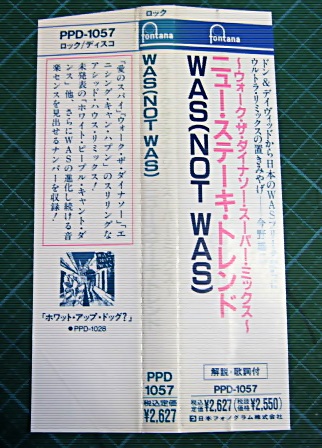 ロック
PPD-1057
ロック/ディスコ
「愛のスパイ」「ウォーク・ザ・ダイナソー」、「エ
ニシング・キャン・ハプン」のスリリングな
アシッド・ハウス・リミックス!
未発表の「ホワイト・ピープル・キャント・ダ
ンス」他、さらにWASの進化し続ける音
楽センスを見出せるナンバーを収録!
「ホワット・アップ・ドッグ?」
●PPD-1028
fontana
WAS(NOT WAS)
WAS(NOT WAS)
PPD
1057
税込定価
¥2,627
fontana
ドン&デイヴィッドから日本のWAS
ウルトラ・リミックスの置きみやげ
〜ウォーク・ザ・ダイナソー・スーパー・ミックス〜
ニュー・ステーキ・トレンド
WAS(NOT WAS)
解説・歌詞付
PPD-1057
税込定価¥2,627(税抜価格¥2,550)
日本フォノグラム株式会社